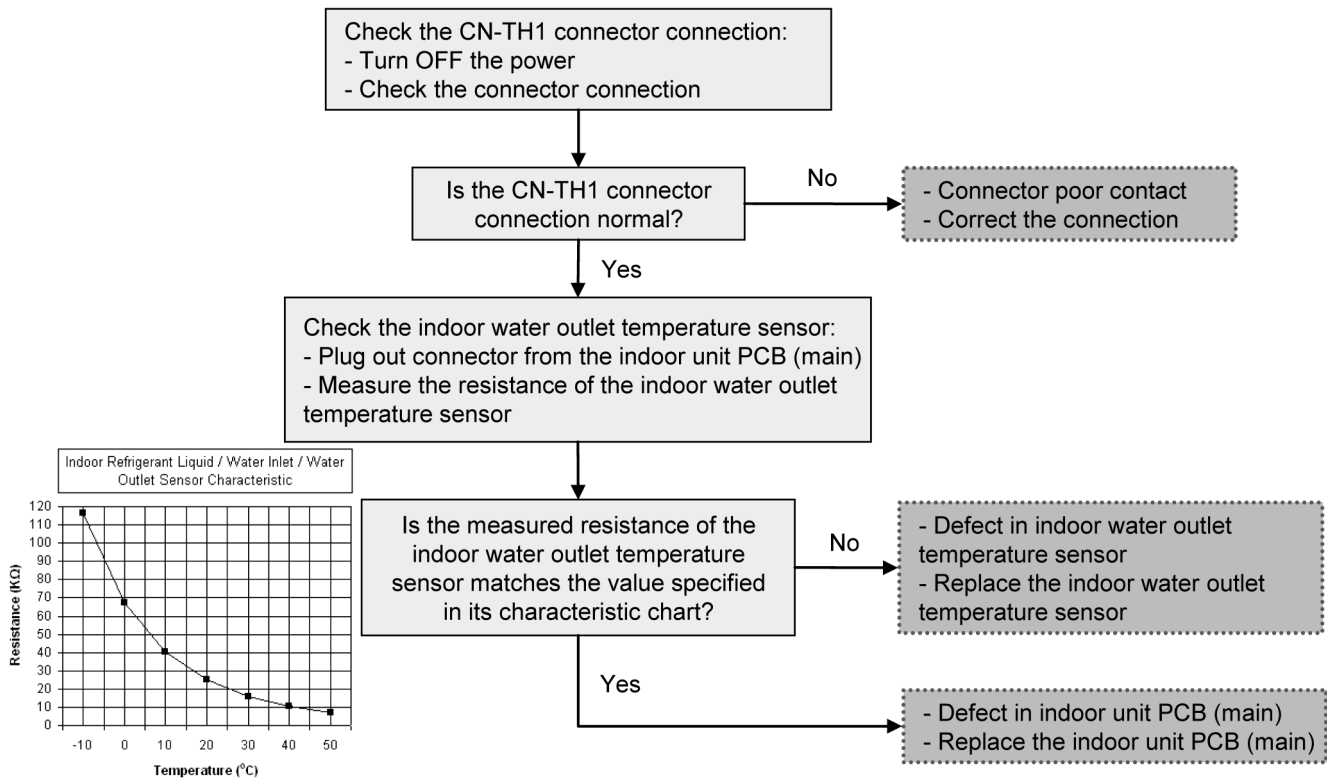 Check the CN-TH1 connector connection:
- Turn OFF the power
- Check the connector connection
Is the CN-TH1 connector
connection normal?
No
- Connector poor contact
- Correct the connection
Yes
Check the indoor water outlet temperature sensor:
- Plug out connector from the indoor unit PCB (main)
- Measure the resistance of the indoor water outlet
temperature sensor
Indoor Refrigerant Liquid / Water Inlet / Water
Outlet Sensor Characteristic
120
110
100
90
80
70
60
50
40
30
20
10
0
Resistance (KΩ)
-10 0 10 20 30 40 50
Temperature (°C)
Is the measured resistance of the
indoor water outlet temperature
sensor matches the value specified
in its characteristic chart?
No
- Defect in indoor water outlet
temperature sensor
- Replace the indoor water outlet
temperature sensor
Yes
- Defect in indoor unit PCB (main)
- Replace the indoor unit PCB (main)